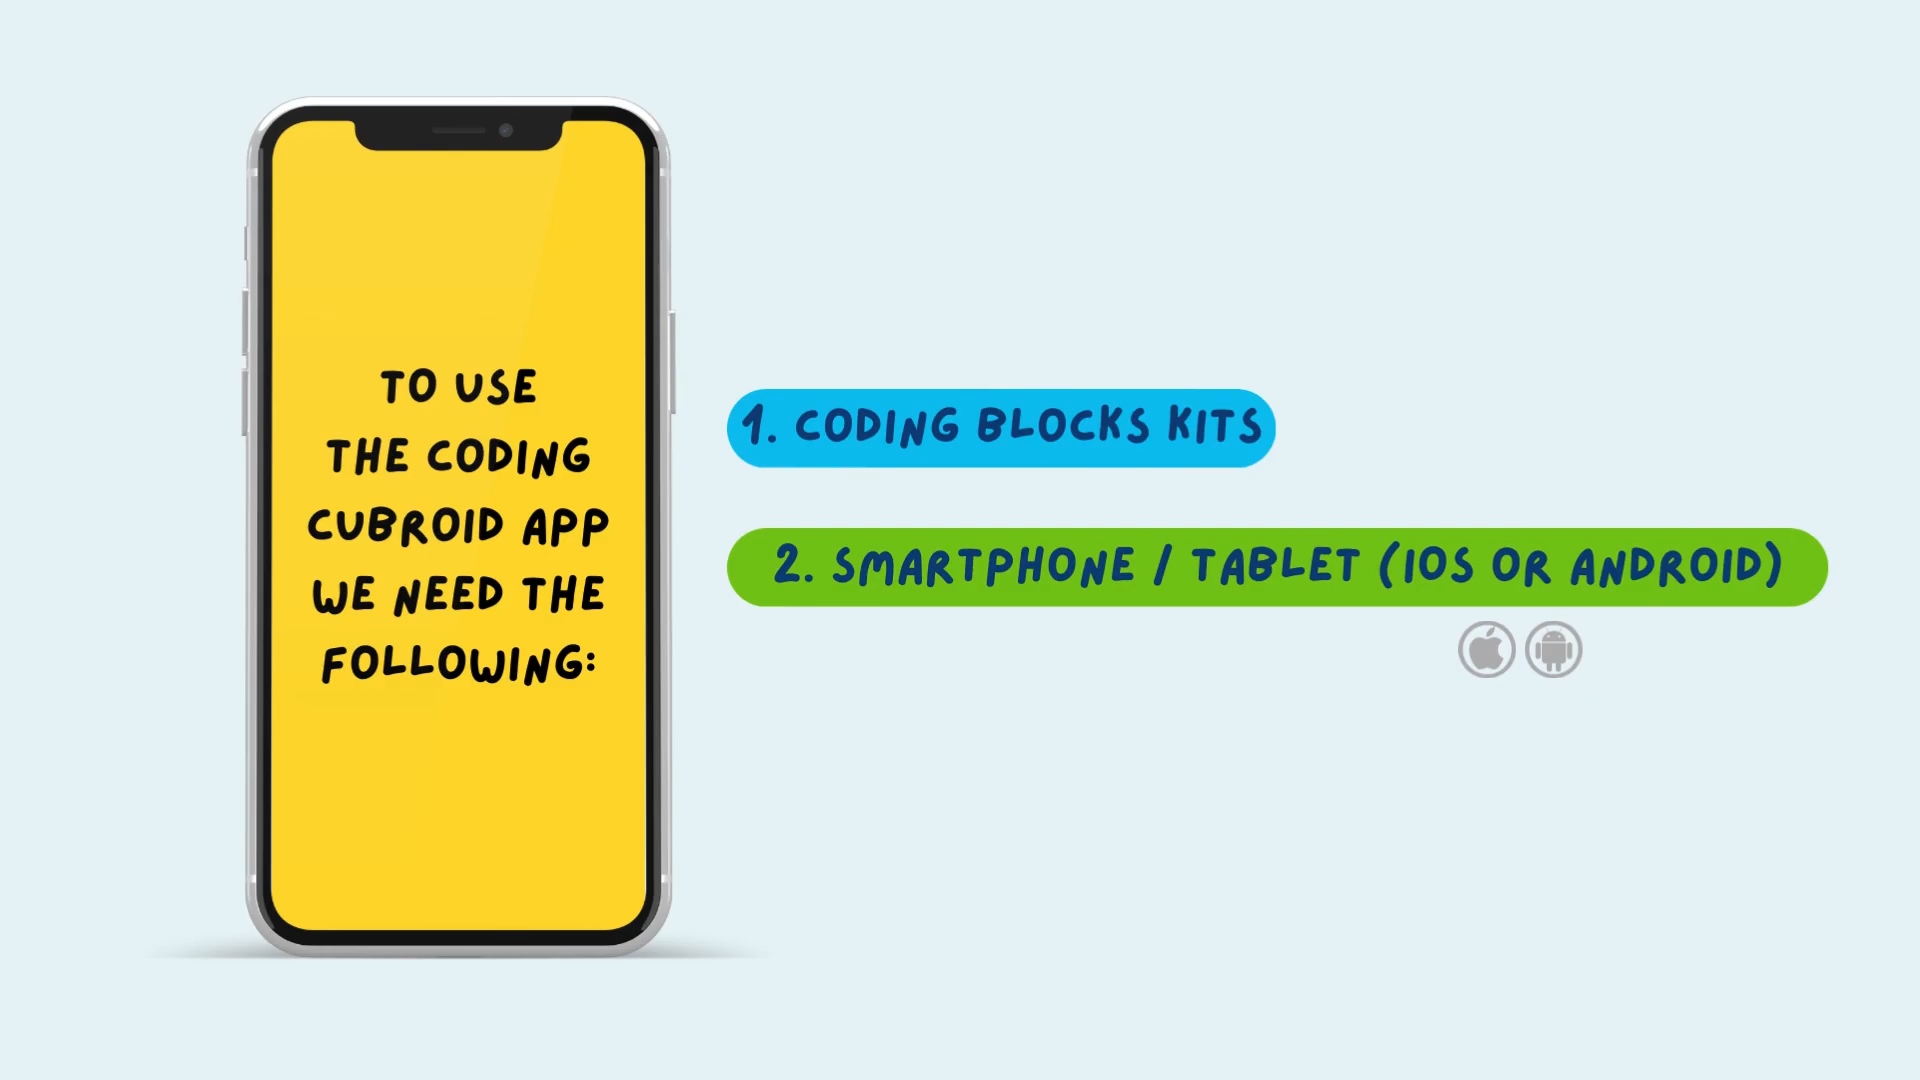 TO USE
THE CODING
CUBROID APP
WE NEED THE
FOLLOWING:
1. CODING BLOCKS KITS
2. SMARTPHONE / TABLET (IOS OR ANDROID)